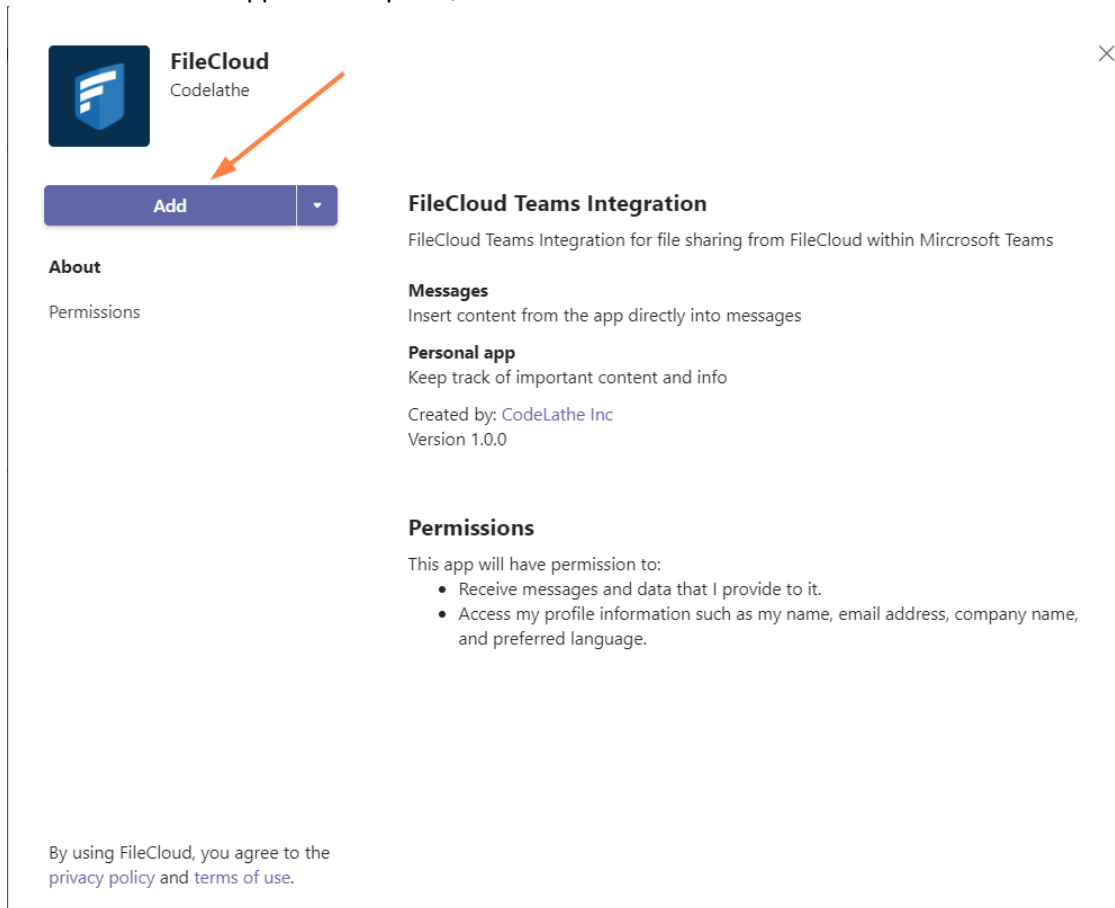 FileCloud
Codelathe
Add
About
Permissions
FileCloud Teams Integration
FileCloud Teams Integration for file sharing from FileCloud within Mircrosoft Teams
Messages
Insert content from the app directly into messages
Personal app
Keep track of important content and info
Created by: CodeLathe Inc
Version 1.0.0
Permissions
This app will have permission to:
• Receive messages and data that I provide to it.
• Access my profile information such as my name, email address, company name,
and preferred language.
By using FileCloud, you agree to the
privacy policy and terms of use.